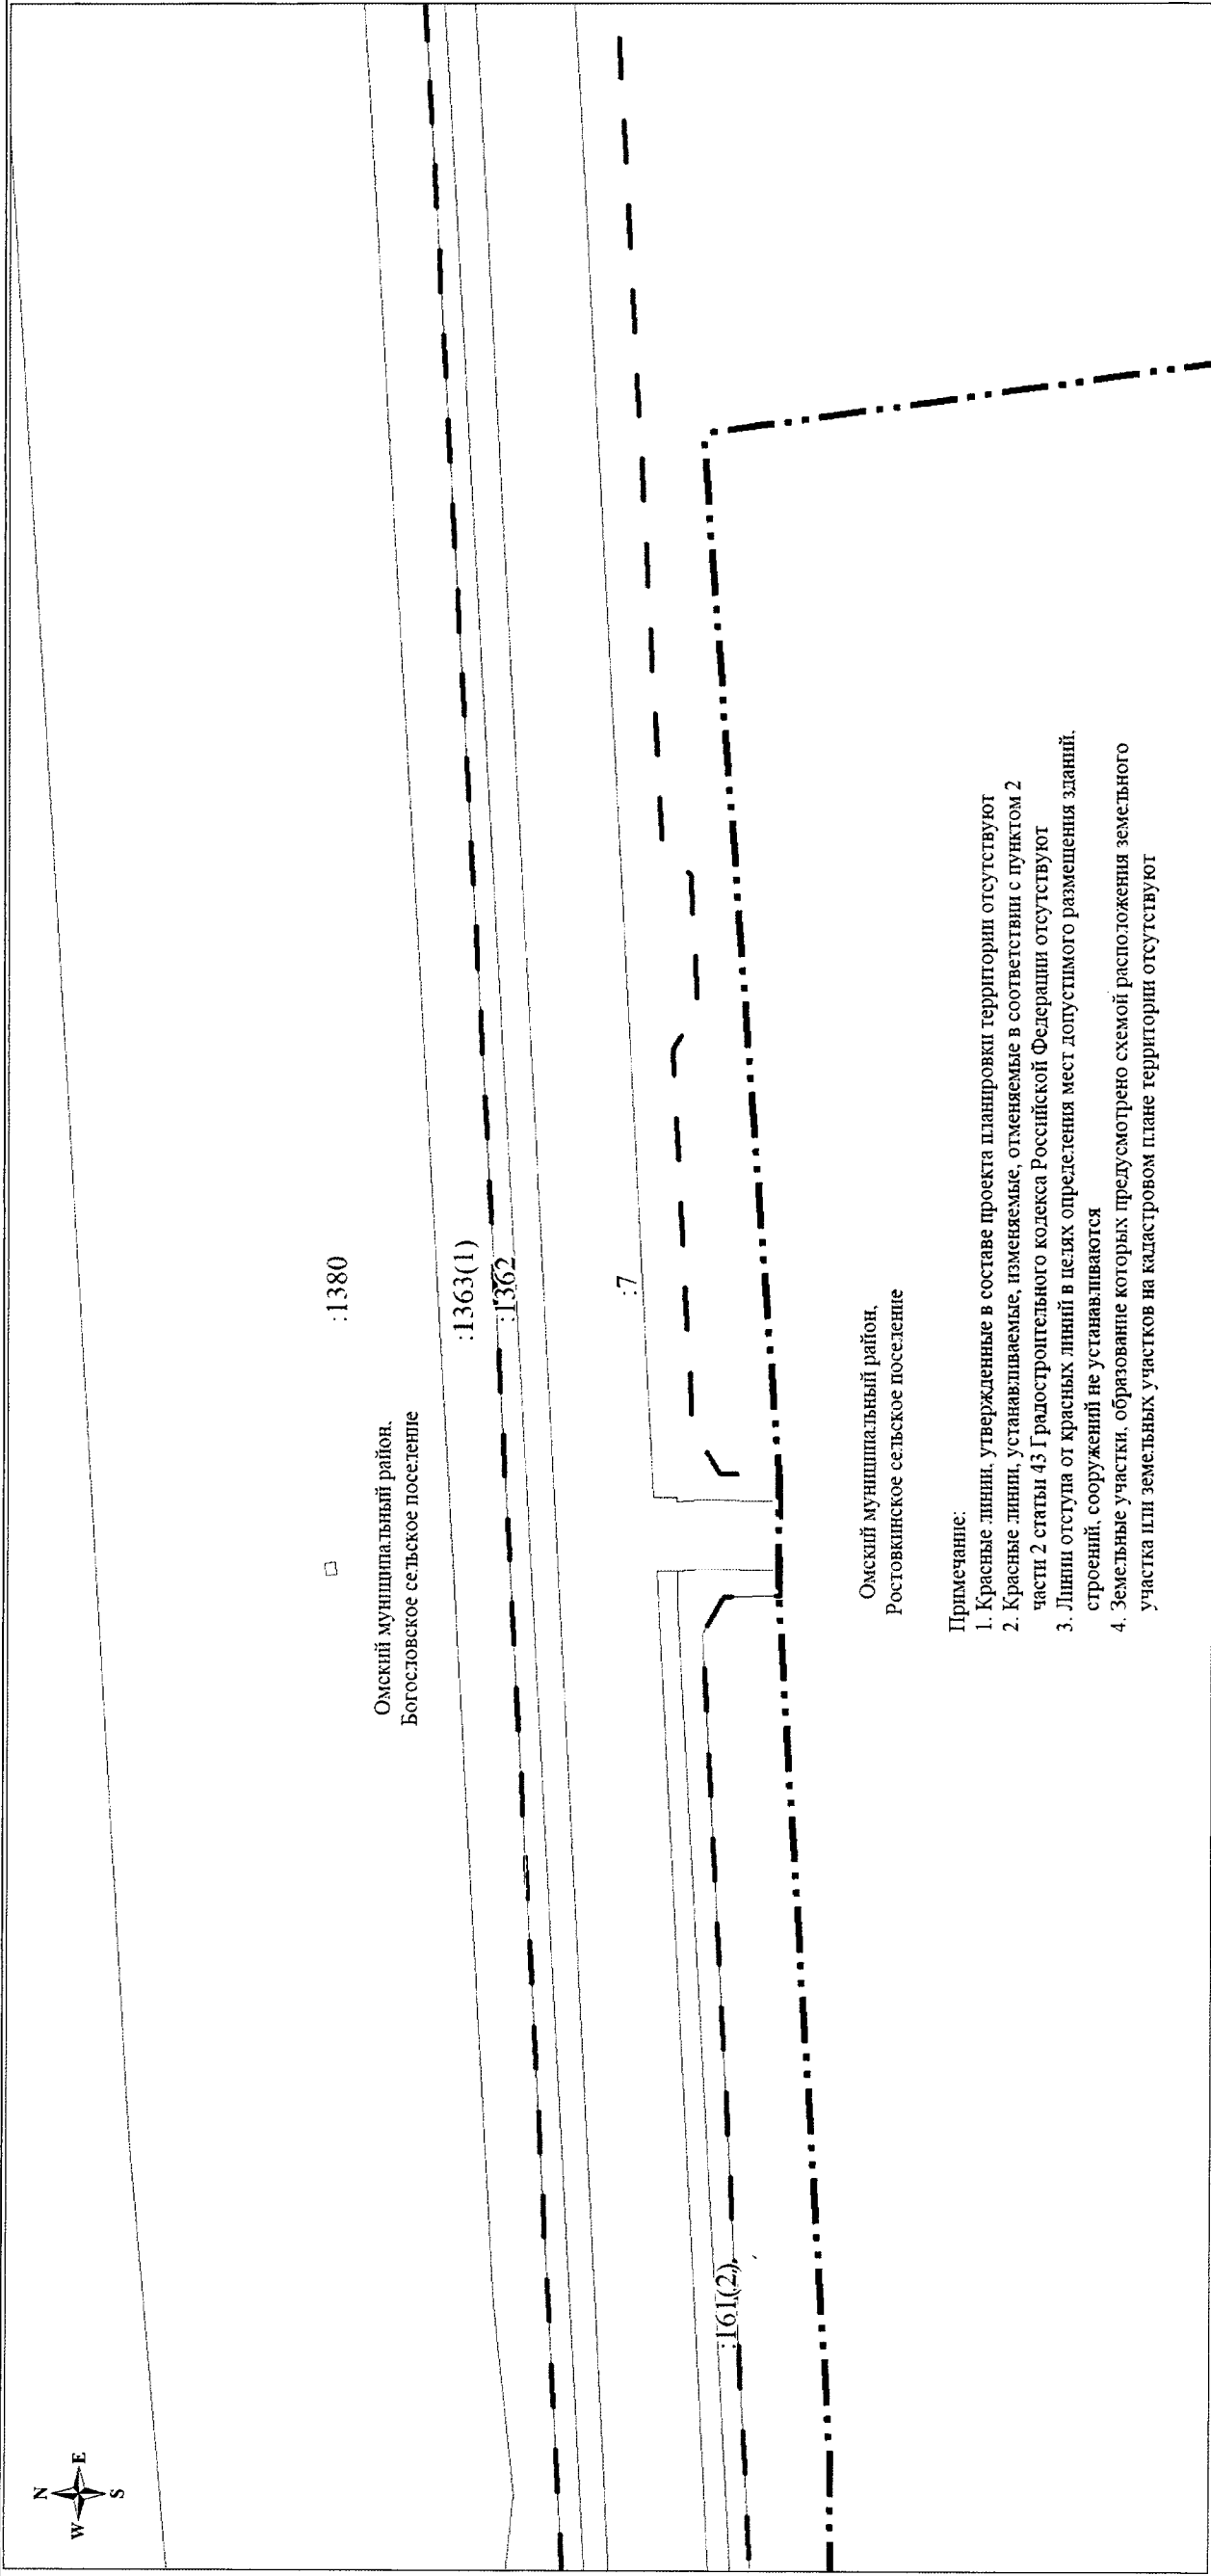 N
W E
S
:1380
Омский муниципальный район,
Богословское сельское поселение
:1363(1)
:1362
:7
:161(2)
Омский муниципальный район,
Ростовкинское сельское поселение
Примечание:
1. Красные линии, утвержденные в составе проекта планировки территории отсутствуют
2. Красные линии, устанавливаемые, изменяемые, отменяемые в соответствии с пунктом 2
части 2 статьи 43 Градостроительного кодекса Российской Федерации отсутствуют
3. Линии отступа от красных линий в целях определения мест допустимого размещения зданий,
строений, сооружений не устанавливаются
4. Земельные участки, образование которых предусмотрено схемой расположения земельного
участка или земельных участков на кадастровом плане территории отсутствуют